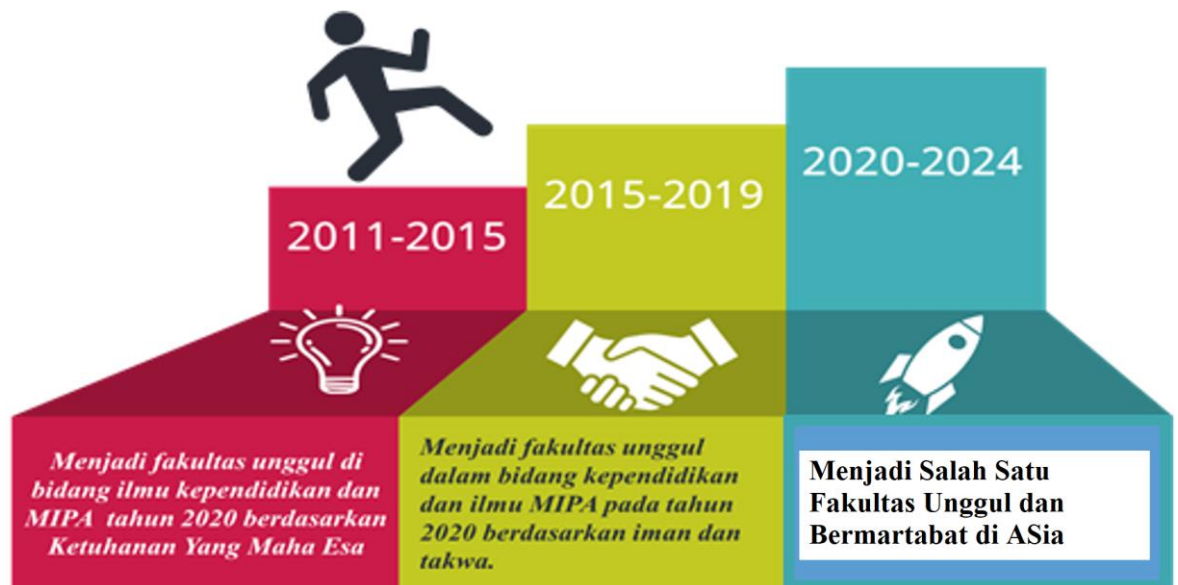 2011-2015
2015-2019
2020-2024
Menjadi fakultas unggul di
bidang ilmu kependidikan dan
MIPA tahun 2020 berdasarkan
Ketuhanan Yang Maha Esa
Menjadi fakultas unggul
dalam bidang kependidikan
dan ilmu MIPA pada tahun
2020 berdasarkan iman dan
takwa.
Menjadi Salah Satu
Fakultas Unggul dan
Bermartabat di ASia